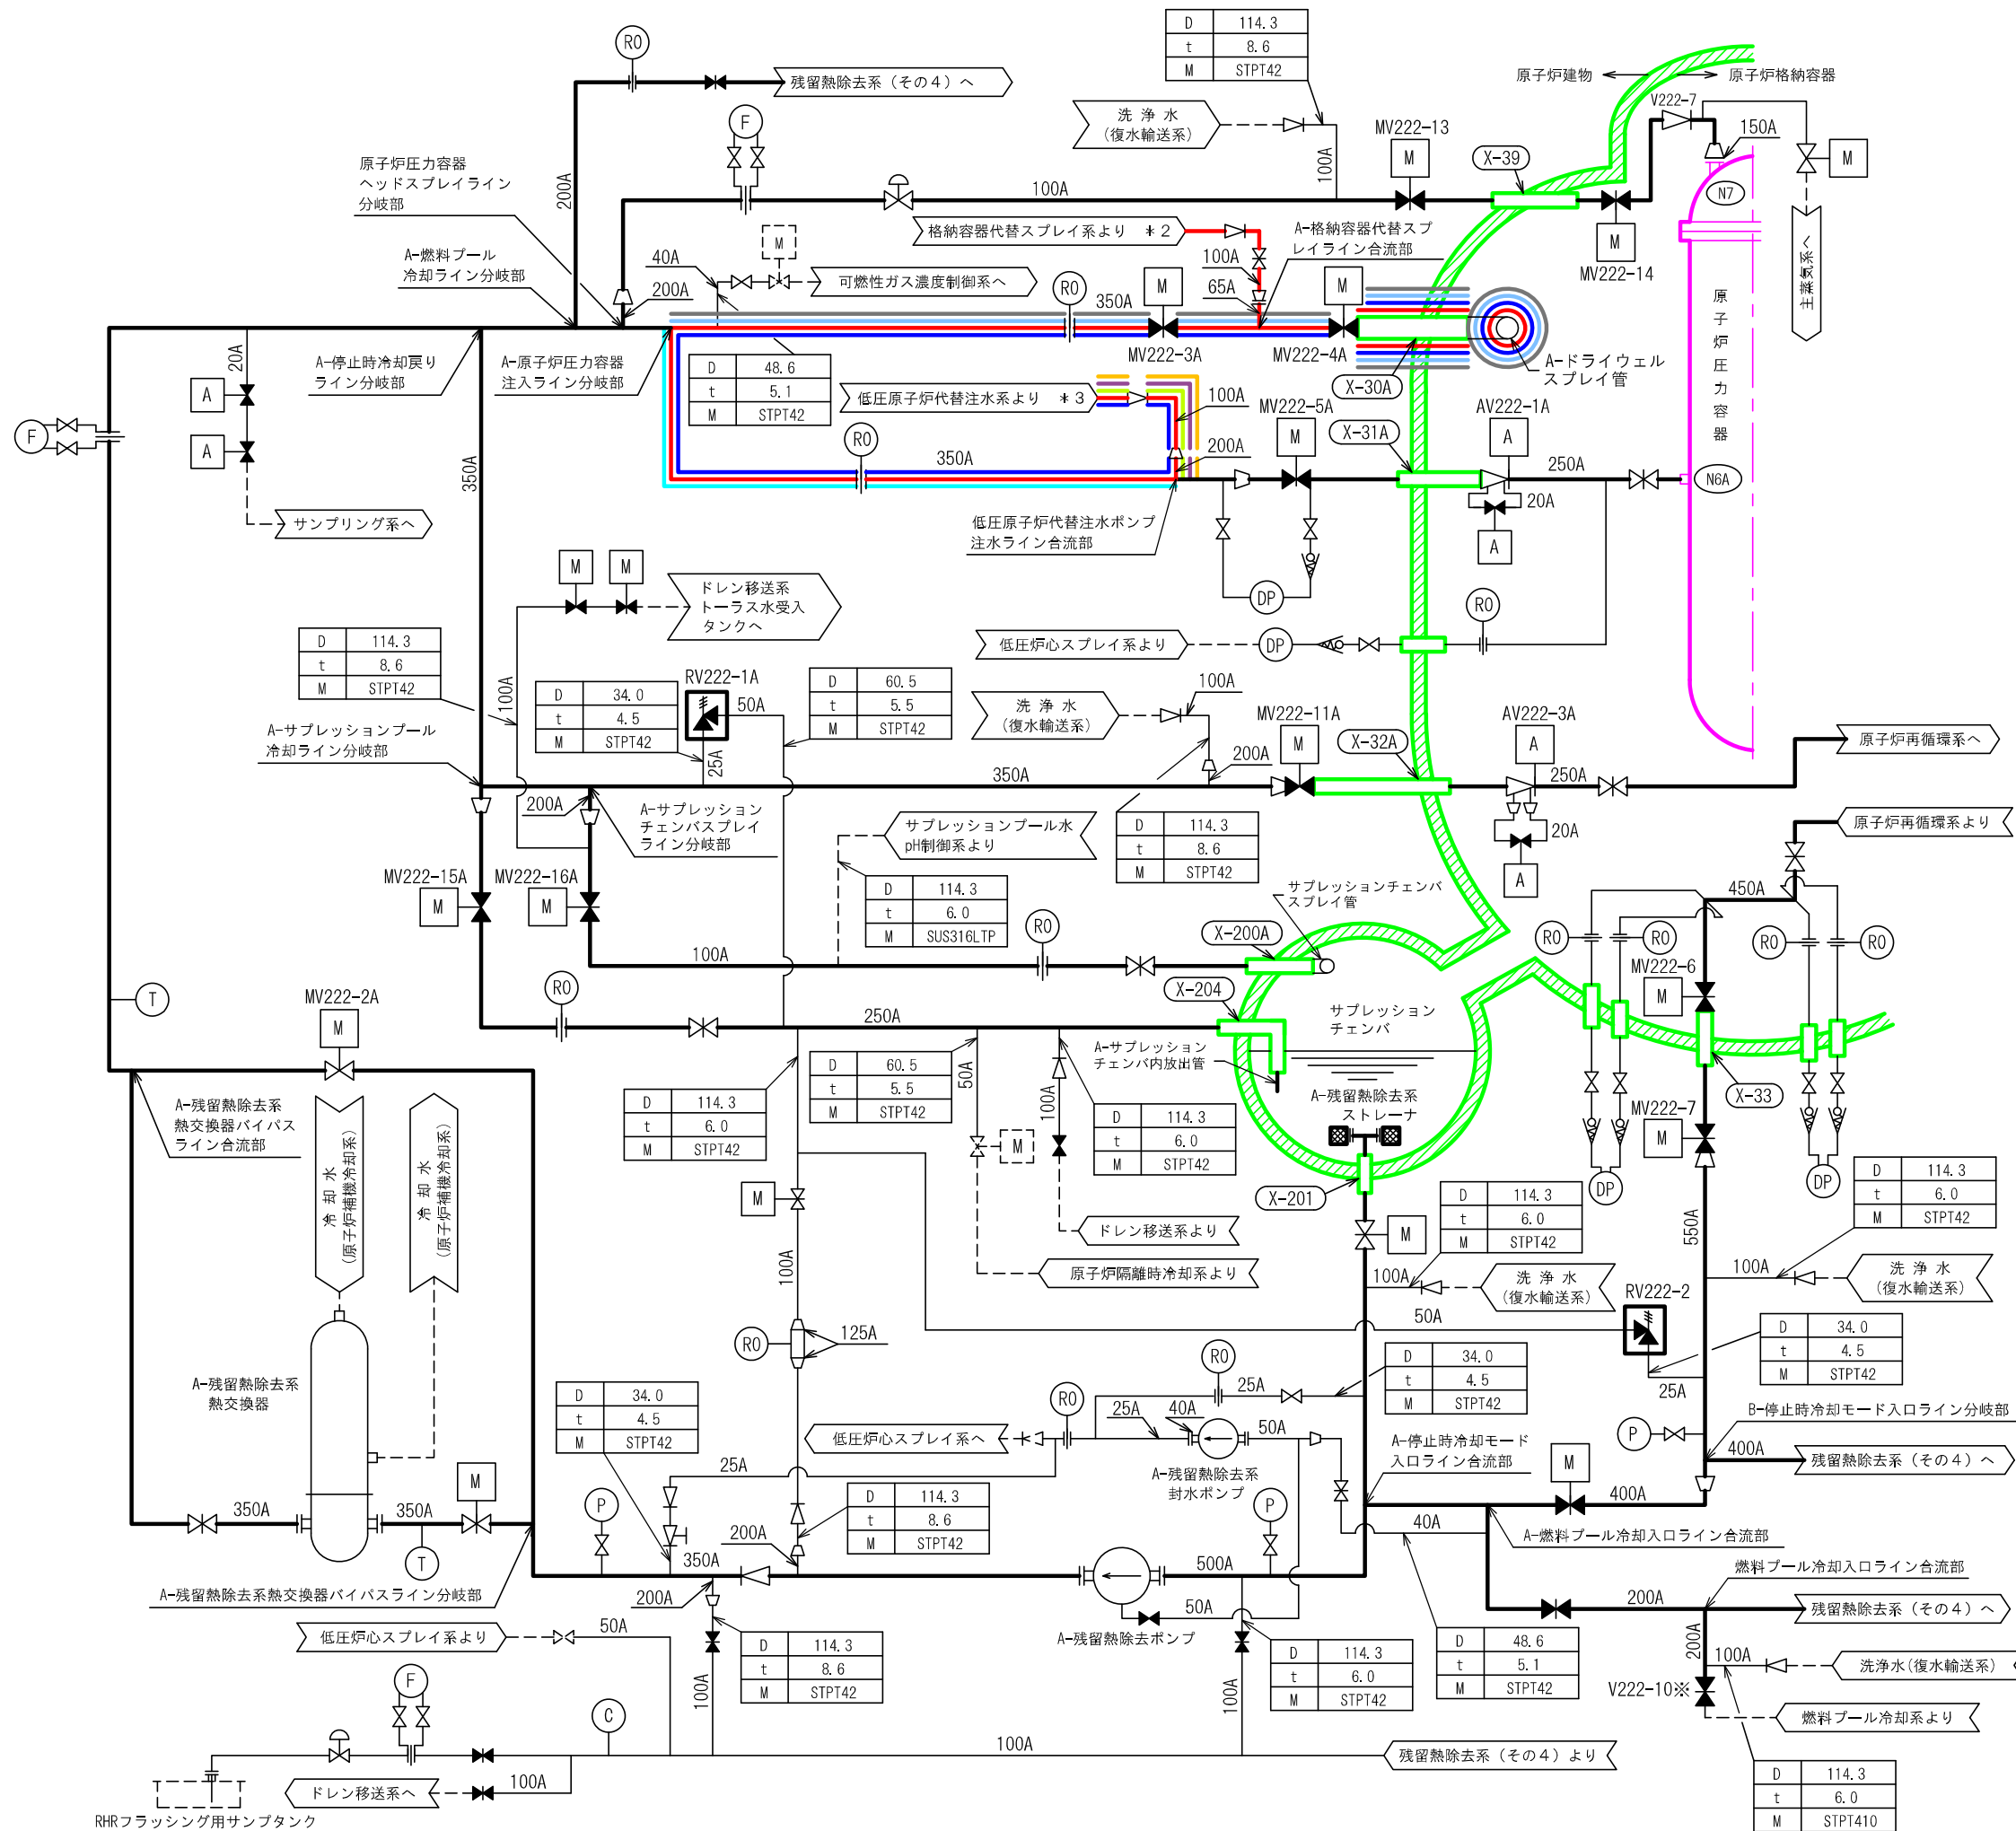 D 114.3
t 8.6
M STPT42
RO
残留熱除去系（その４）へ
原子炉建物
原子炉格納容器
洗 浄 水
(復水輸送系)
F
V222-7
150A
MV222-13
M
X-39
M
原子炉圧力容器
ヘッドスプレイライン
分岐部
200A
100A
100A
N7
M
MV222-14
主蒸気系へ
格納容器代替スプレイ系より ＊2
A-格納容器代替スプ
レイライン合流部
M
A-燃料プール
冷却ライン分岐部
40A
200A
可燃性ガス濃度制御系へ
100A
65A
RO
350A
M
M
MV222-3A
MV222-4A
原子炉圧力容器
20A
A-停止時冷却戻り
ライン分岐部
A-原子炉圧力容器
注入ライン分岐部
D 48.6
t 5.1
M STPT42
X-30A
A-ドライウェル
スプレイ管
A
A
低圧原子炉代替注水系より ＊3
100A
MV222-5A
M
X-31A
AV222-1A
A
F
350A
RO
350A
200A
250A
N6A
20A
A
サンプリング系へ
低圧原子炉代替注水ポンプ
注水ライン合流部
M
M
ドレン移送系
トーラス水受入
タンクへ
DP
RO
低圧炉心スプレイ系より
DP
D 114.3
t 8.6
M STPT42
100A
D 34.0
t 4.5
M STPT42
RV222-1A
50A
25A
D 60.5
t 5.5
M STPT42
洗 浄 水
(復水輸送系)
100A
MV222-11A
M
X-32A
AV222-3A
A
原子炉再循環系へ
A-サプレッションプール
冷却ライン分岐部
350A
200A
250A
200A
A-サプレッション
チェンバスプレイ
ライン分岐部
サプレッションプール水
pH制御系より
D 114.3
t 8.6
M STPT42
20A
A
原子炉再循環系より
MV222-15A
M
MV222-16A
M
D 114.3
t 6.0
M SUS316LTP
サプレッションチェンバ
スプレイ管
450A
100A
RO
X-200A
RO
RO
RO
RO
MV222-6
M
T
MV222-2A
M
RO
250A
X-204
サプレッション
チェンバ
A-サプレッション
チェンバ内放出管
A-残留熱除去系
ストレーナ
X-33
MV222-7
M
D 60.5
t 5.5
M STPT42
50A
100A
A-残留熱除去系
熱交換器バイパス
ライン合流部
冷 却 水
(原子炉補機冷却系)
冷 却 水
(原子炉補機冷却系)
D 114.3
t 6.0
M STPT42
M
D 114.3
t 6.0
M STPT42
DP
DP
M
X-201
D 114.3
t 6.0
M STPT42
D 114.3
t 6.0
M STPT42
ドレン移送系より
M
550A
100A
原子炉隔離時冷却系より
100A
洗 浄 水
(復水輸送系)
100A
洗 浄 水
(復水輸送系)
50A
RV222-2
RO
125A
D 34.0
t 4.5
M STPT42
25A
A-残留熱除去系
熱交換器
D 34.0
t 4.5
M STPT42
RO
25A
D 34.0
t 4.5
M STPT42
RO
25A
40A
50A
低圧炉心スプレイ系へ
A-残留熱除去系
封水ポンプ
A-停止時冷却モード
入口ライン合流部
B-停止時冷却モード入口ライン分岐部
P
400A
残留熱除去系（その４）へ
M
25A
D 114.3
t 8.6
M STPT42
M
400A
350A
350A
T
P
P
200A
40A
A-燃料プール冷却入口ライン合流部
350A
500A
燃料プール冷却入口ライン合流部
A-残留熱除去系熱交換器バイパスライン分岐部
200A
50A
200A
残留熱除去系（その４）へ
低圧炉心スプレイ系より
50A
D 114.3
t 8.6
M STPT42
A-残留熱除去ポンプ
D 114.3
t 6.0
M STPT42
D 48.6
t 5.1
M STPT42
200A
100A
洗浄水(復水輸送系)
F
C
100A
100A
V222-10※
燃料プール冷却系より
100A
残留熱除去系（その４）より
ドレン移送系へ
100A
D 114.3
t 6.0
M STPT410
RHRフラッシング用サンプタンク